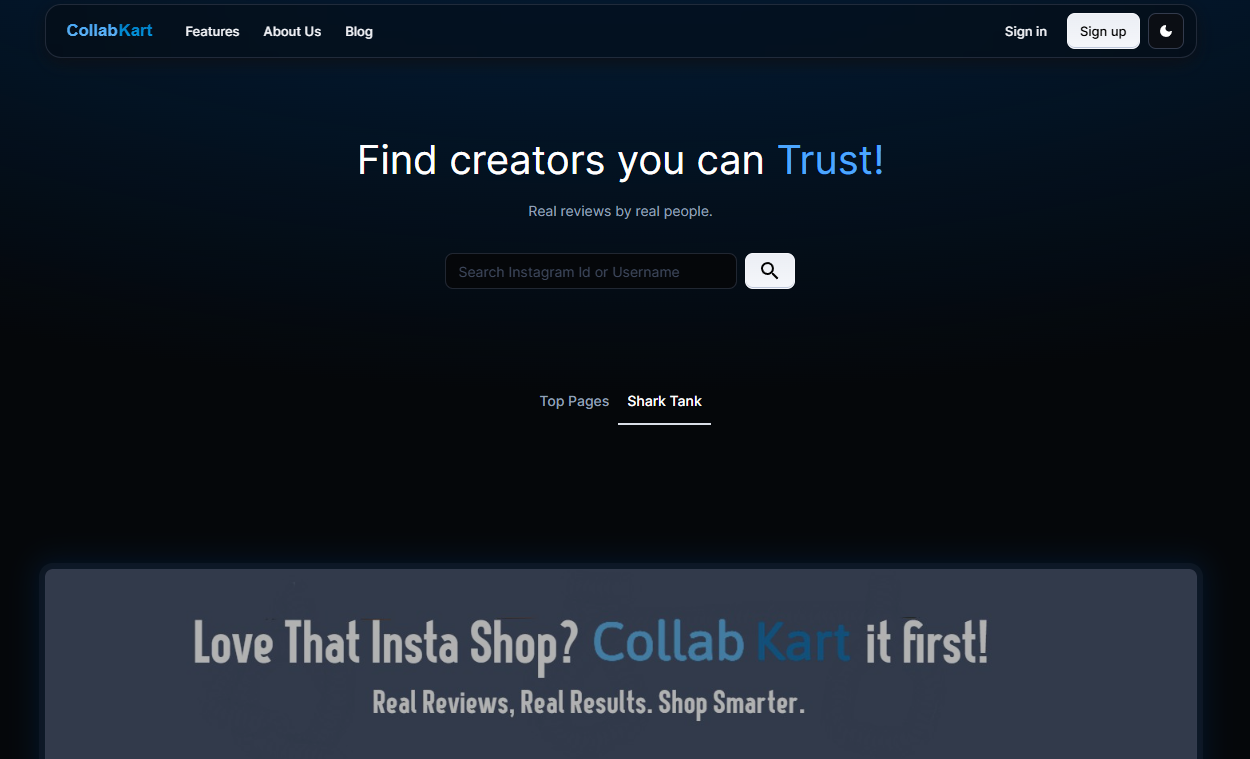 CollabKart Features About Us Blog Sign in Sign up
Find creators you can Trust!
Real reviews by real people.
Search Instagram Id or Username
Top Pages Shark Tank
Love That Insta Shop? Collab Kart it first!
Real Reviews, Real Results. Shop Smarter.